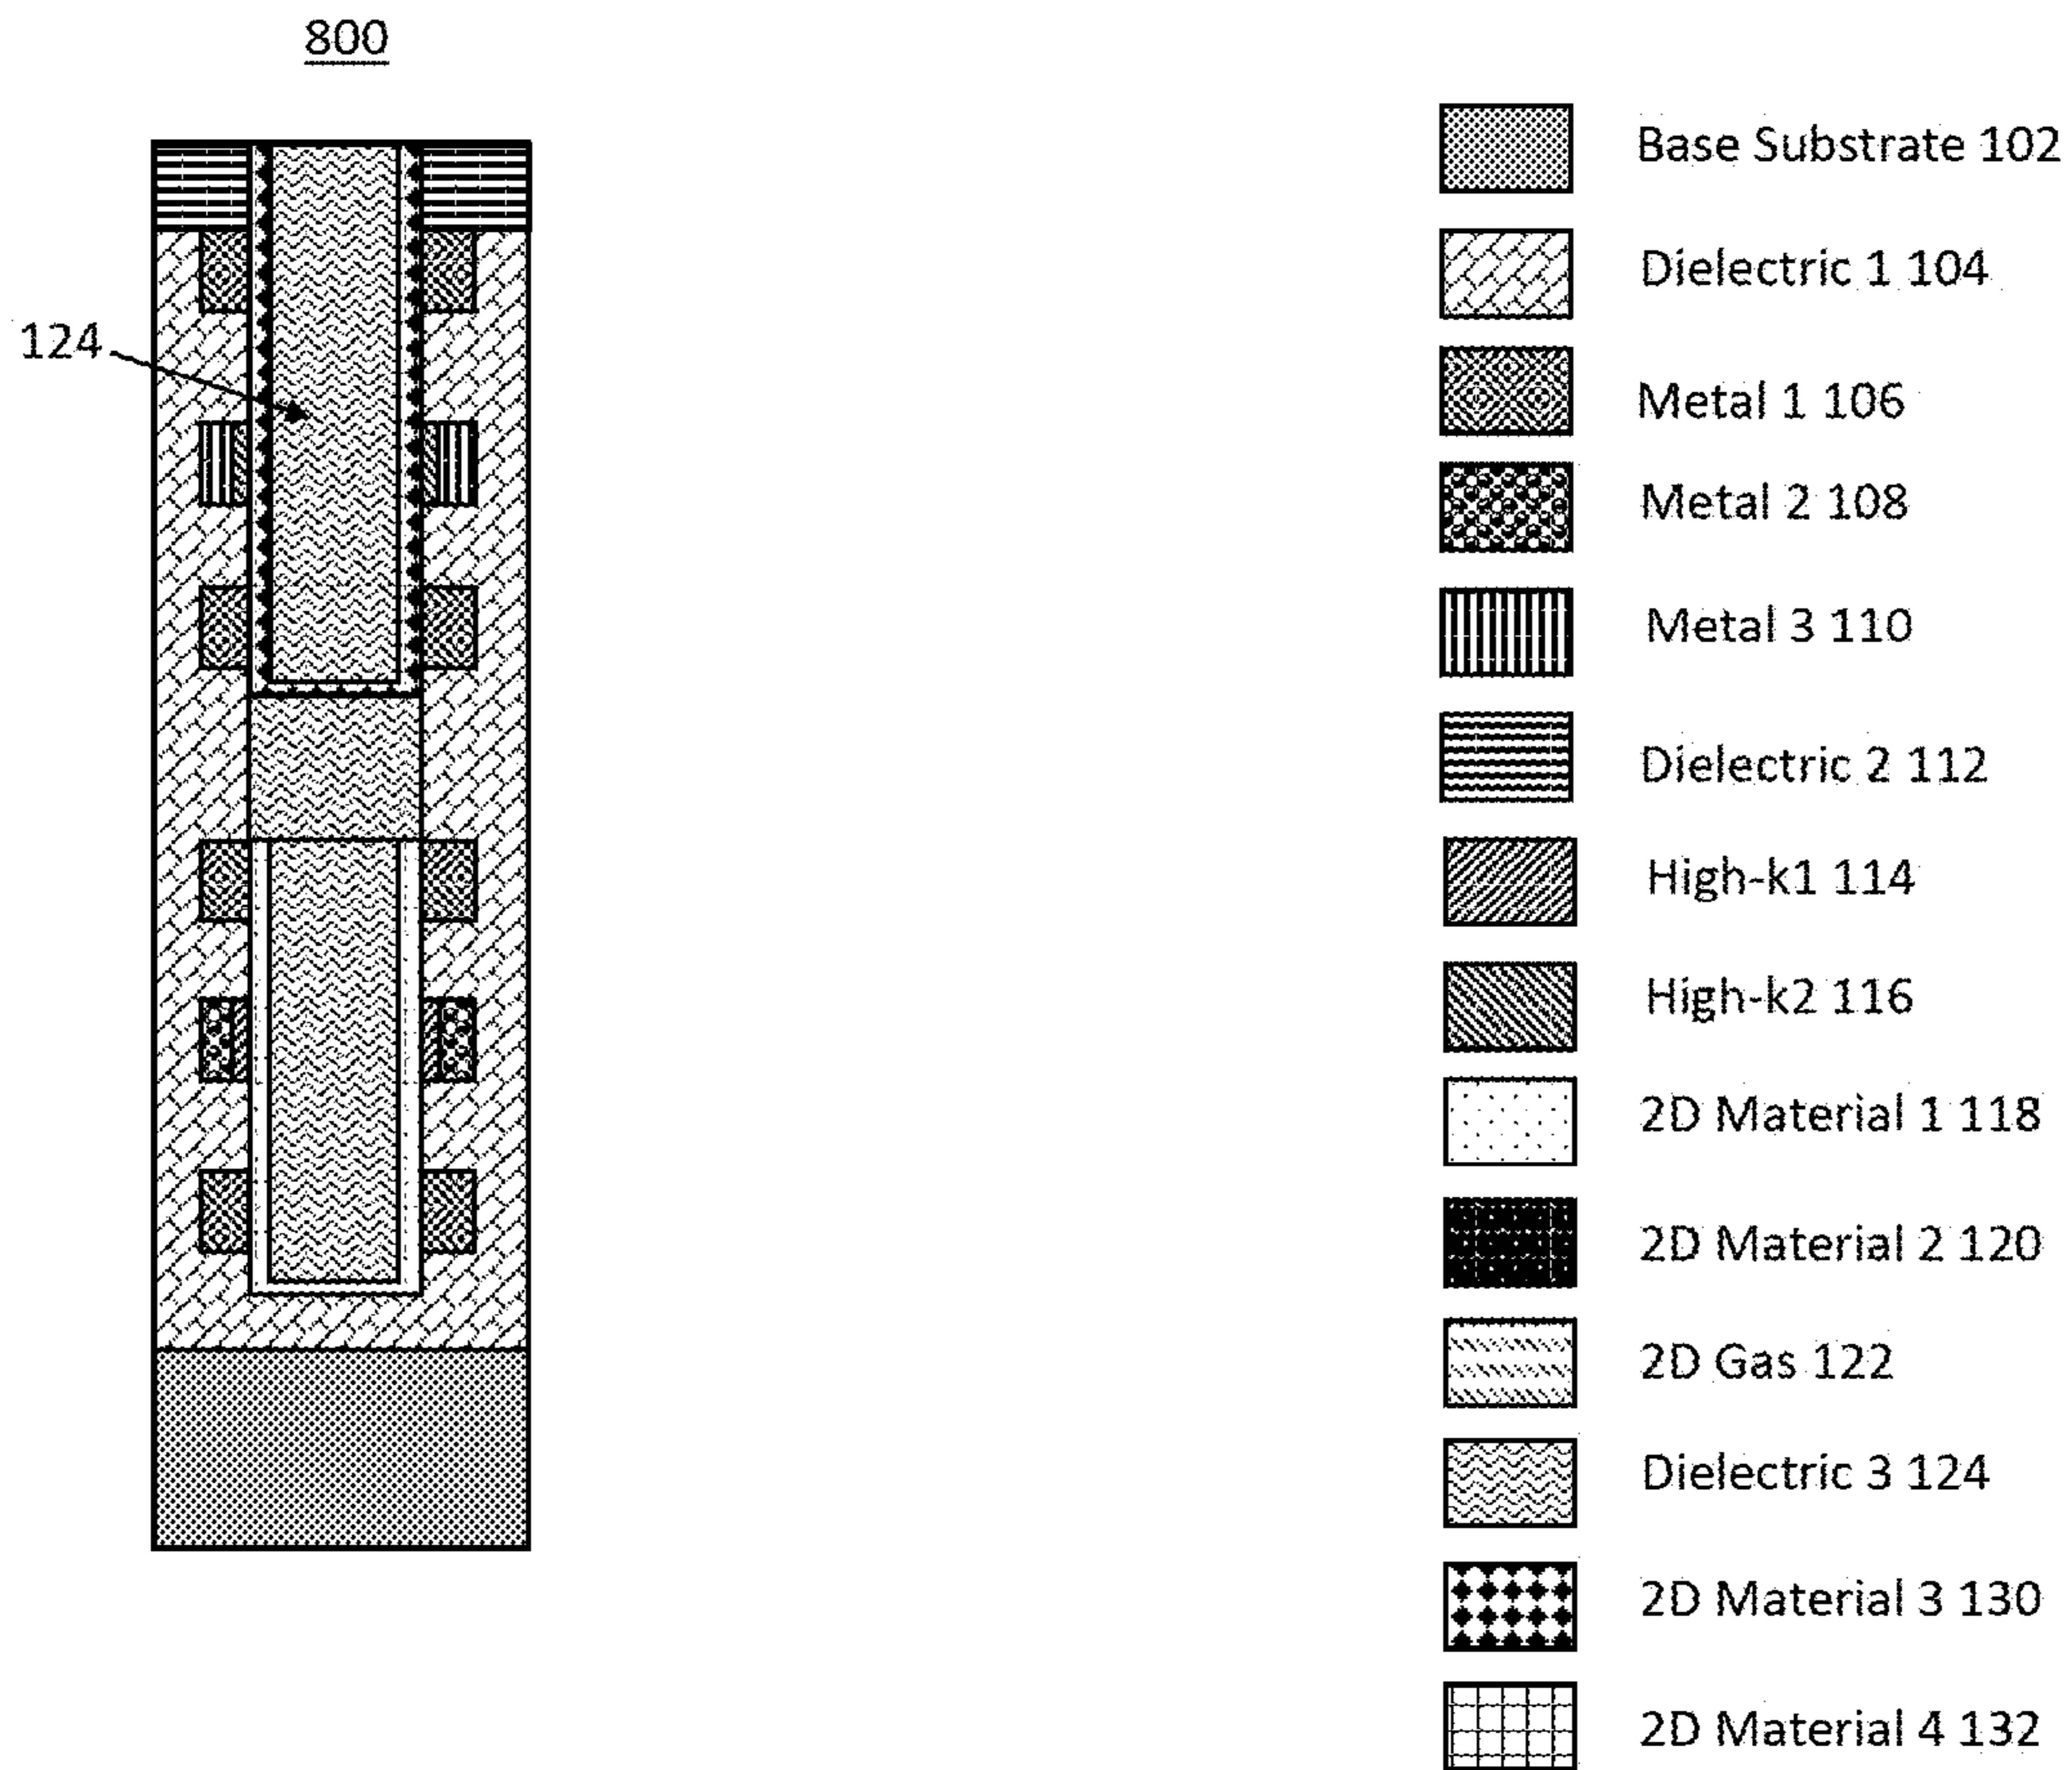 800
124
Base Substrate 102
Dielectric 1 104
Metal 1 106
Metal 2 108
Metal 3 110
Dielectric 2 112
High-k1 114
High-k2 116
2D Material 1 118
2D Material 2 120
2D Gas 122
Dielectric 3 124
2D Material 3 130
2D Material 4 132